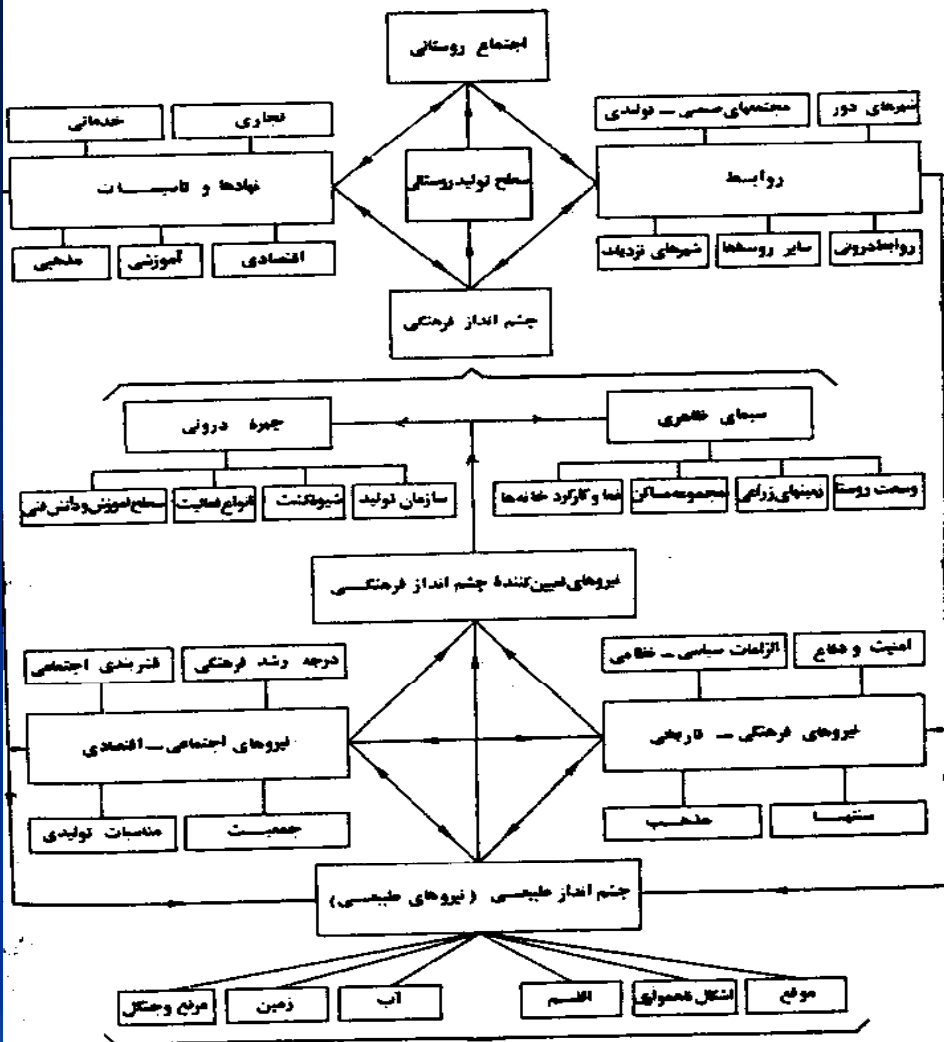 اجتماع روستائی
شهرهای دور
مجتمعهای صنعتی – تولیدی
تجاری
خدماتی
روابط
سطح تولید روستائی
نهادها و تاسیسات
روابط درونی
سایر روستاها
شهرهای نزدیک
اقتصادی
آموزشی
مذهبی
چشم انداز فرهنگی
سیمای ظاهری
چهرۀ درونی
وسعت روستا
زمینهای زراعی
مجموعه مساکن
نما و کارکرد خانه‌ها
سازمان تولید
شیوه کشت
انواع فعالیت
سطح آموزش و دانش فنی
نیروهای تعیین کنندۀ چشم انداز فرهنگی
امنیت و دفاع
الزامات سیاسی – نظامی
درجه رشد فرهنگی
قشربندی اجتماعی
نیروهای فرهنگی – تاریخی
نیروهای اجتماعی – اقتصادی
سنتها
مذهب
جمعیت
مناسبات تولیدی
چشم انداز طبیعی (نیروهای طبیعی)
موقع
اشکال ناهمواری
اقلیم
آب
زمین
مرتع و جنگل